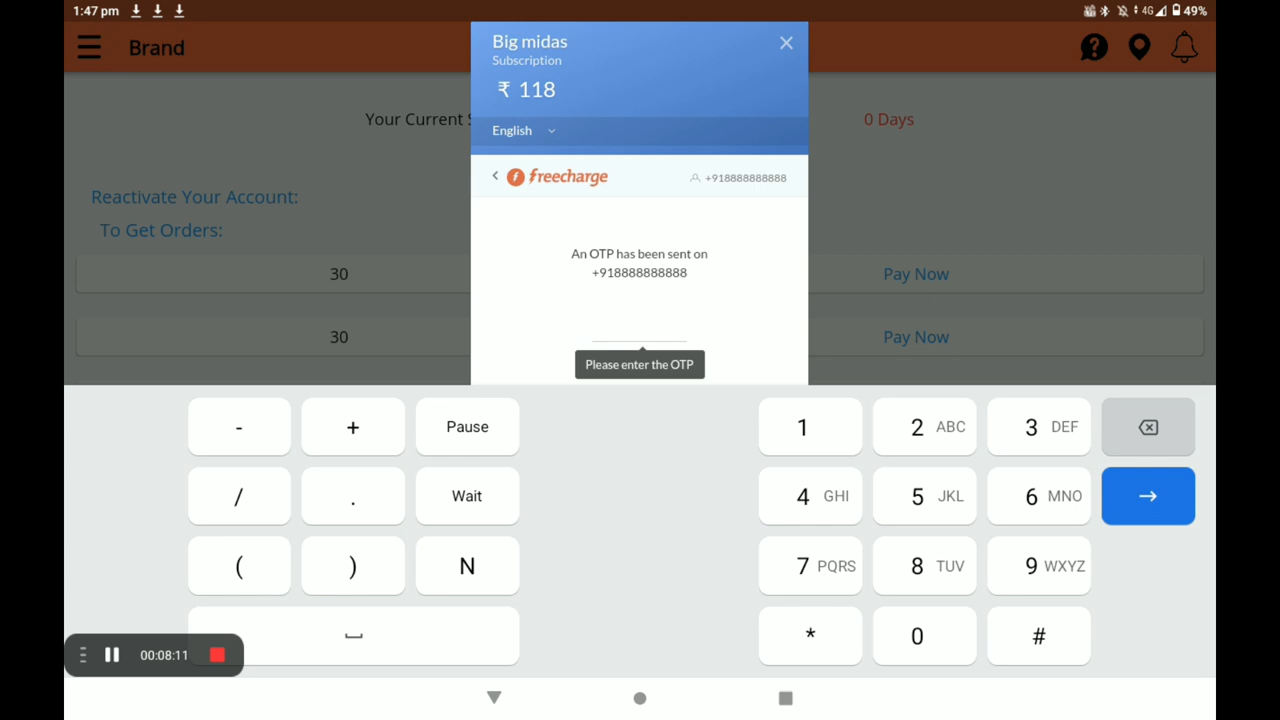 1:47 pm
4G 49%
Brand
Big midas
Subscription
₹ 118
English
Your Current S
0 Days
freecharge
+918888888888
Reactivate Your Account:
To Get Orders:
An OTP has been sent on
+918888888888
30
Pay Now
30
Pay Now
Please enter the OTP
- + Pause 1 2 ABC 3 DEF
/ . Wait 4 GHI 5 JKL 6 MNO
( ) N 7 PQRS 8 TUV 9 WXYZ
* 0 #
00:08:11